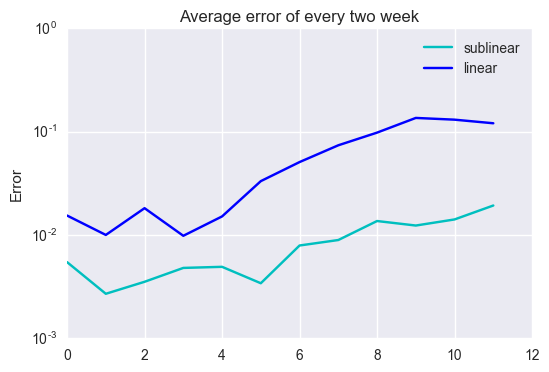 Average error of every two week
sublinear
linear
Error
10^0
10^-1
10^-2
10^-3
0 2 4 6 8 10 12